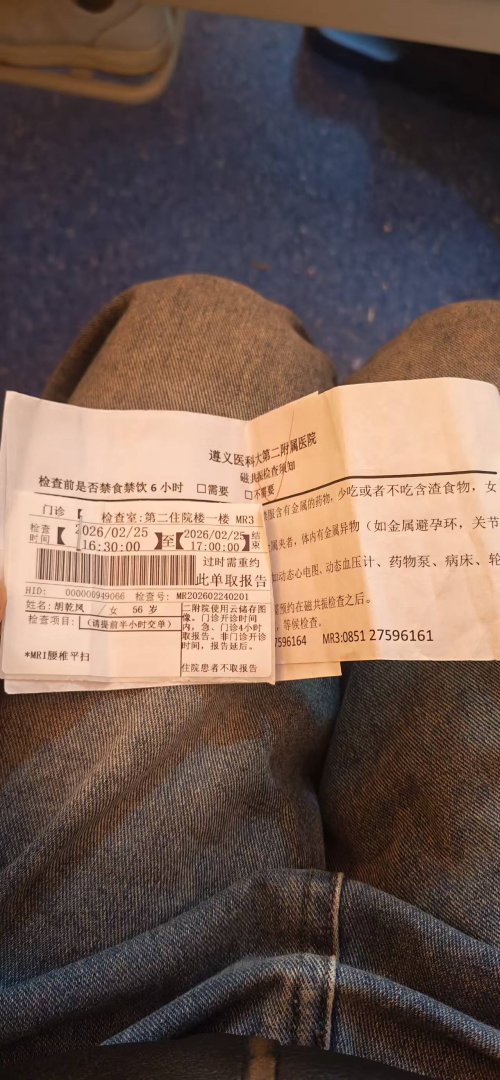 遵义医科大第二附属医院
磁共振检查须知
检查前是否禁食禁饮 6 小时 □需要 □不需要
门诊【 检查室:第二住院楼一楼 MR3
检查时间【2026/02/25 16:30:00】至【2026/02/25 17:00:00】结束
过时需重约
此单取报告
HID: 000000949066 检查号: MR202602240201
姓名:胡乾凤 女 56 岁
检查项目: (请提前半小时交单)
*MRI腰椎平扫
二附院使用云储存图
像。门诊开诊时间
内，急、门诊4小时
取报告。非门诊开诊
时间，报告延后。
住院患者不取报告
含有金属的药物，少吃或者不吃含渣食物，女
属夹者，体内有金属异物（如金属避孕环，关节
如动态心电图、动态血压计、药物泵、病床、轮
预约在磁共振检查之后。
等候检查。
7596164 MR3:0851 27596161